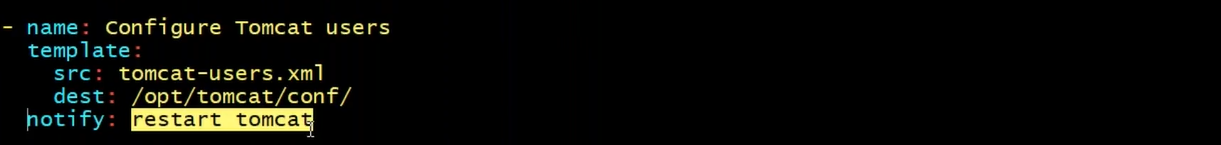 - name: Configure Tomcat users
  template:
    src: tomcat-users.xml
    dest: /opt/tomcat/conf/
  notify: restart tomcat